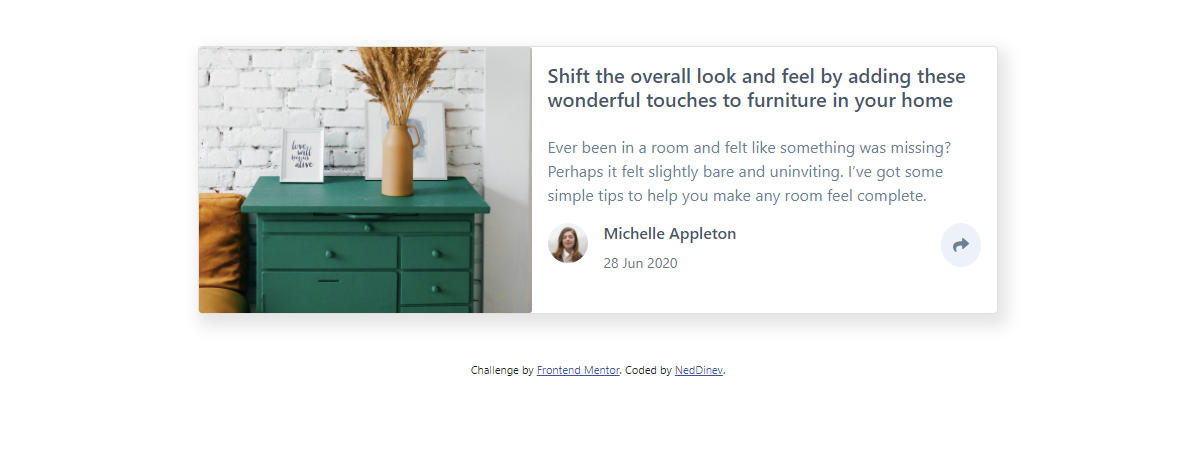 love
will
keep us
alive
Shift the overall look and feel by adding these
wonderful touches to furniture in your home
Ever been in a room and felt like something was missing?
Perhaps it felt slightly bare and uninviting. I’ve got some
simple tips to help you make any room feel complete.
Michelle Appleton
28 Jun 2020
Challenge by Frontend Mentor. Coded by NedDinev.